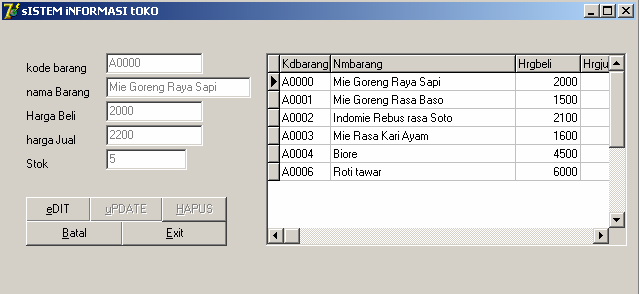 sISTEM iNFORMASI tOKO
kode barang A0000
nama Barang Mie Goreng Raya Sapi
Harga Beli 2000
harga Jual 2200
Stok 5
eDIT uPDATE HAPUS
Batal Exit
Kdbarang Nmbarang Hrgbeli Hrgju
A0000 Mie Goreng Raya Sapi 2000
A0001 Mie Goreng Rasa Baso 1500
A0002 Indomie Rebus rasa Soto 2100
A0003 Mie Rasa Kari Ayam 1600
A0004 Biore 4500
A0006 Roti tawar 6000